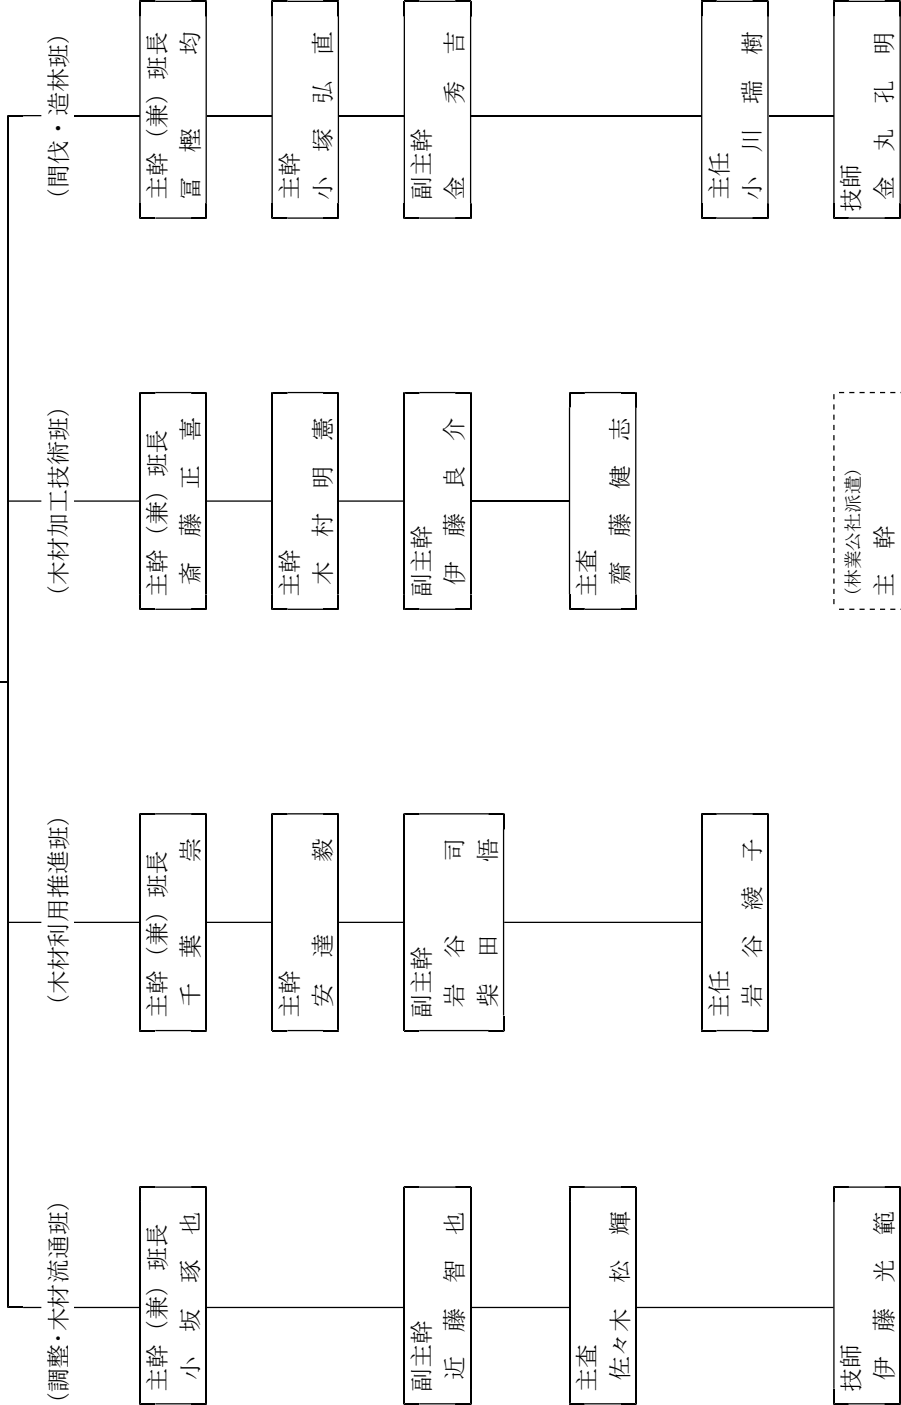 (調整・木材流通班)
主幹（兼）班長
小坂琢也
副主幹
近藤智也
主査
佐々木松輝
技師
伊藤光範
(木材利用推進班)
主幹（兼）班長
千葉崇
主幹
安達毅
副主幹
岩谷司
柴田悟
主任
岩谷綾子
(木材加工技術班)
主幹（兼）班長
斎藤正喜
主幹
木村明憲
副主幹
伊藤良介
主査
齋藤健志
(林業公社派遣)
主幹
(間伐・造林班)
主幹（兼）班長
冨樫均
主幹
小塚弘直
副主幹
金秀吉
主任
小川瑞樹
技師
金丸孔明